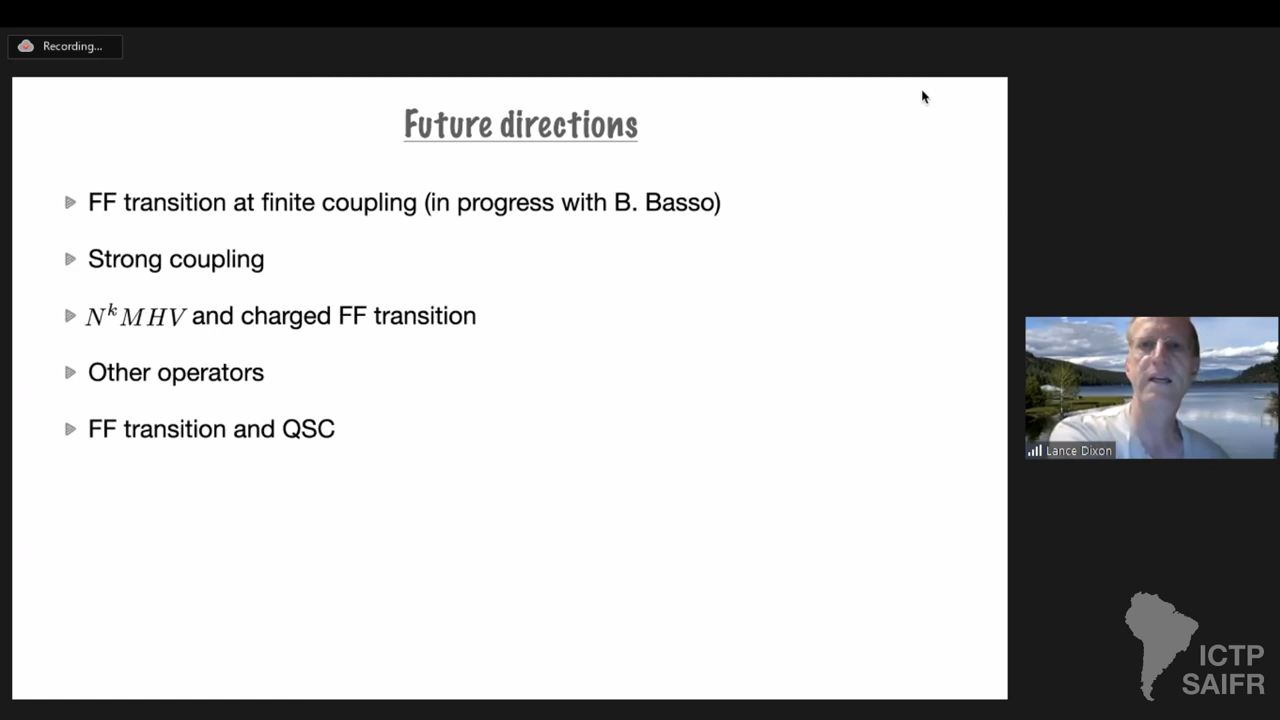 Recording...
Future directions
FF transition at finite coupling (in progress with B. Basso)
Strong coupling
N^k MHV and charged FF transition
Other operators
FF transition and QSC
Lance Dixon
ICTP
SAIFR